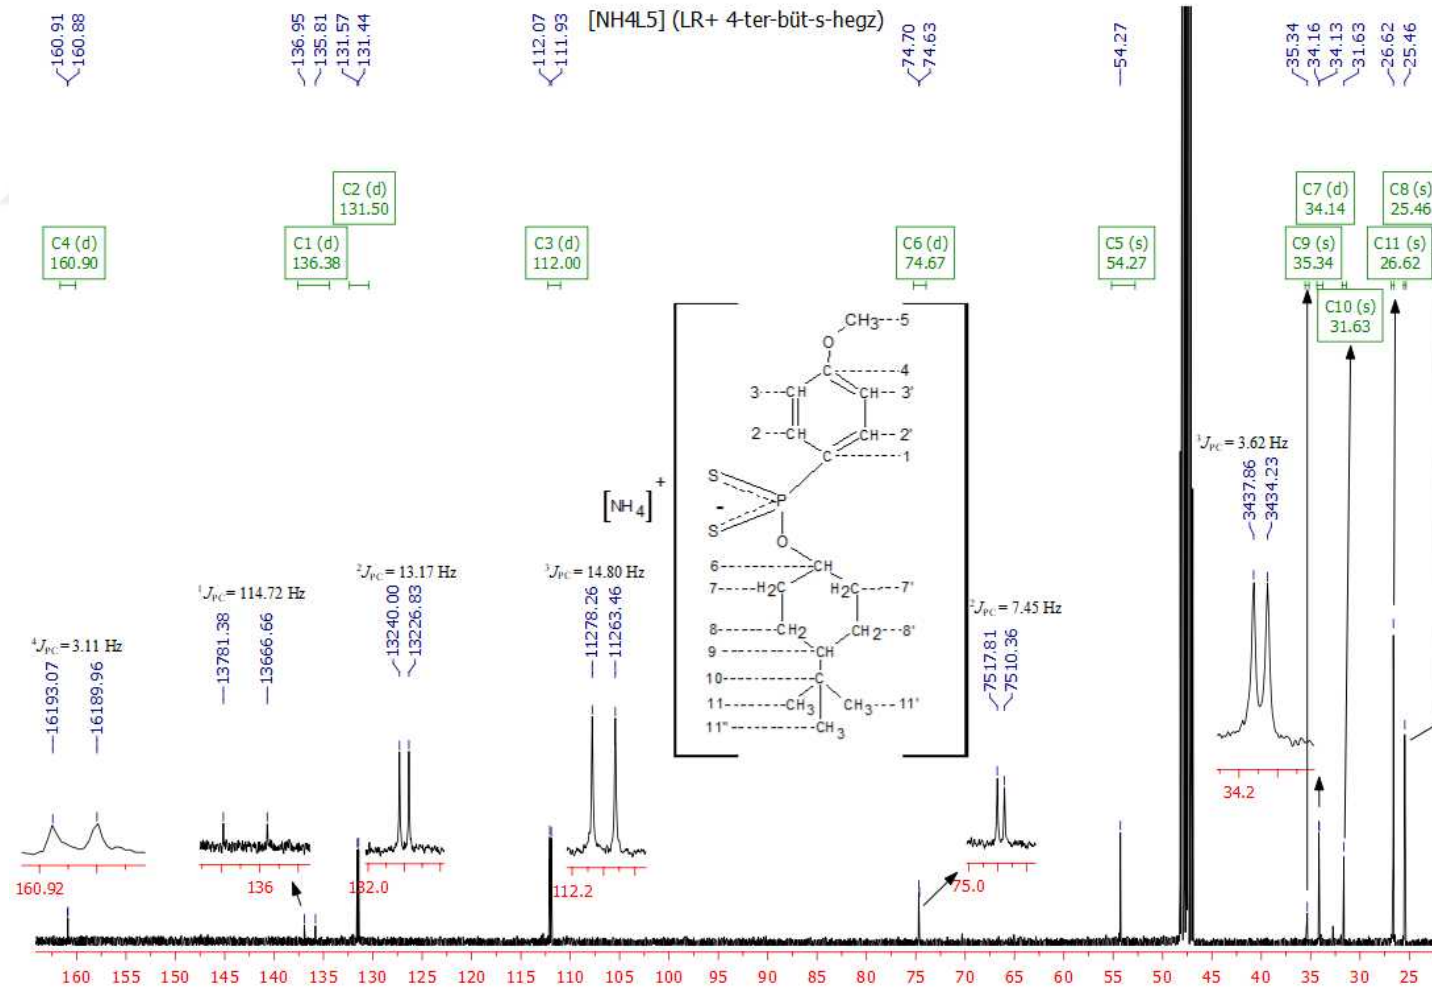 [NH4L5] (LR+ 4-ter-büt-s-hegz)
160.91
160.88
136.95
135.81
131.57
131.44
112.07
111.93
74.70
74.63
54.27
35.34
34.16
34.13
31.63
26.62
25.46
C2 (d)
131.50
C7 (d)
34.14
C8 (s)
25.46
C4 (d)
160.90
C1 (d)
136.38
C3 (d)
112.00
C6 (d)
74.67
C5 (s)
54.27
C9 (s)
35.34
C11 (s)
26.62
C10 (s)
31.63
CH3 5
O
C 4
3 CH
CH 3'
2 CH
CH 2'
C 1
S
P
S
-
O
[NH4]+
6 CH
7 H2C
H2C 7'
8 CH2
CH2 8'
9 CH
10 C
11 CH3
CH3 11'
11" CH3
4JPC = 3.11 Hz
16193.07
16189.96
160.92
1JPC = 114.72 Hz
13781.38
13666.66
136
2JPC = 13.17 Hz
13240.00
13226.83
132.0
3JPC = 14.80 Hz
11278.26
11263.46
112.2
2JPC = 7.45 Hz
7517.81
7510.36
75.0
3JPC = 3.62 Hz
3437.86
3434.23
34.2
160 155 150 145 140 135 130 125 120 115 110 105 100 95 90 85 80 75 70 65 60 55 50 45 40 35 30 25